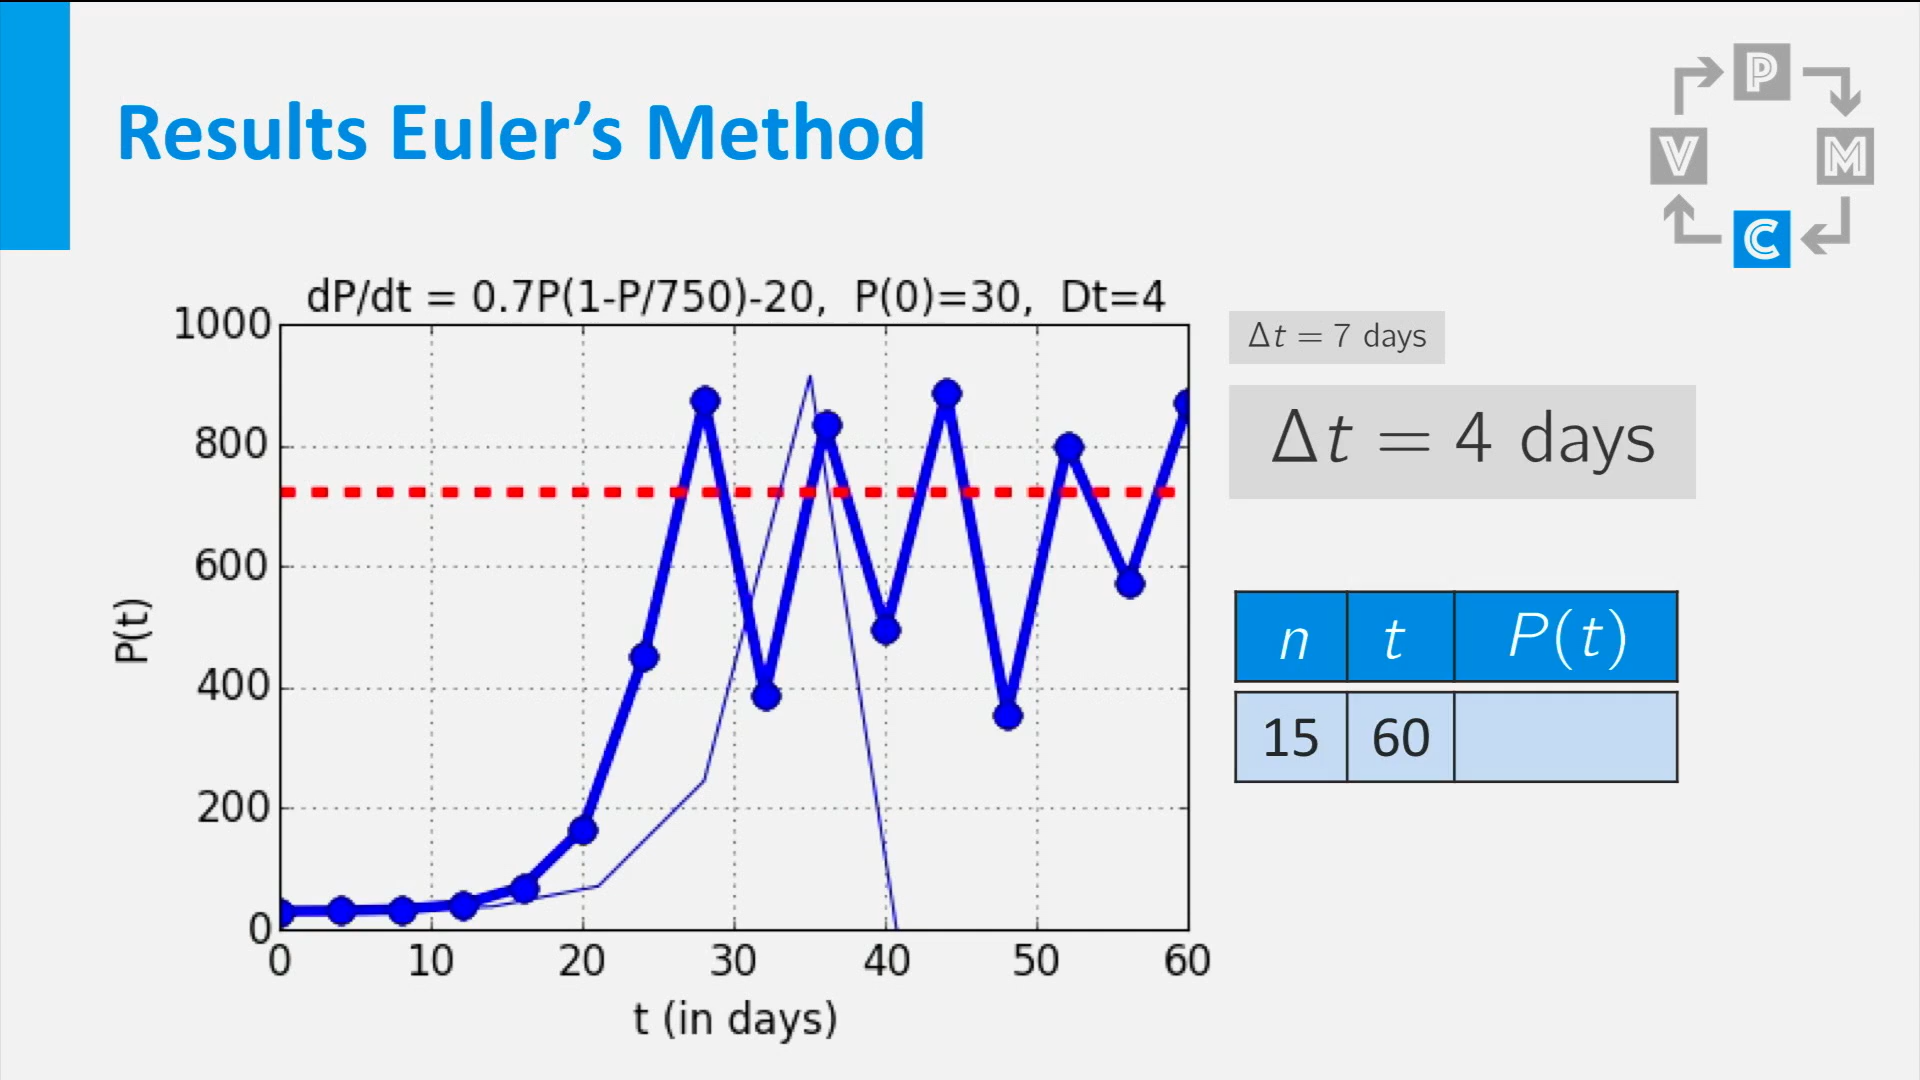 Results Euler's Method
P
V
M
C
dP/dt = 0.7P(1-P/750)-20, P(0)=30, Dt=4
1000
800
600
400
200
0
0 10 20 30 40 50 60
P(t)
t (in days)
Δt = 7 days
Δt = 4 days
n t P(t)
15 60